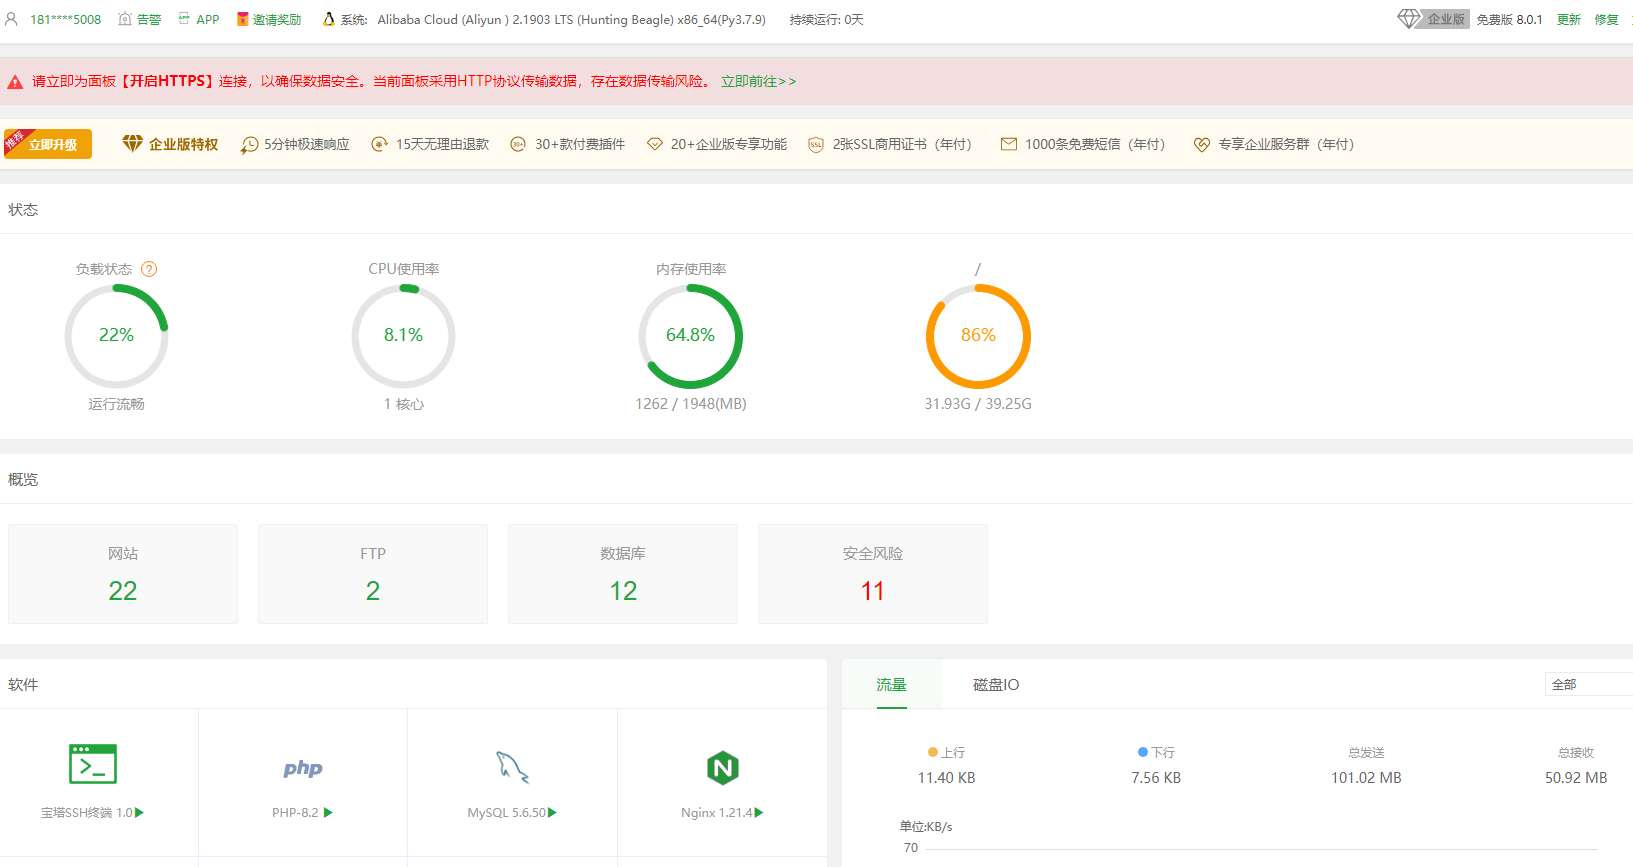 181****5008 告警 APP 邀请奖励 系统: Alibaba Cloud (Aliyun ) 2.1903 LTS (Hunting Beagle) x86_64(Py3.7.9) 持续运行: 0天 企业版 免费版 8.0.1 更新 修复
请立即为面板【开启HTTPS】连接，以确保数据安全。当前面板采用HTTP协议传输数据，存在数据传输风险。 立即前往>>
推荐 立即升级 企业版特权 5分钟极速响应 15天无理由退款 30+ 30+款付费插件 20+企业版专享功能 SSL 2张SSL商用证书（年付） 1000条免费短信（年付） 专享企业服务群（年付）
状态
负载状态 ? CPU使用率 内存使用率 /
22% 8.1% 64.8% 86%
运行流畅 1 核心 1262 / 1948(MB) 31.93G / 39.25G
概览
网站 FTP 数据库 安全风险
22 2 12 11
软件 流量 磁盘IO 全部
上行 下行 总发送 总接收
11.40 KB 7.56 KB 101.02 MB 50.92 MB
php N
宝塔SSH终端 1.0 PHP-8.2 MySQL 5.6.50 Nginx 1.21.4
单位:KB/s
70